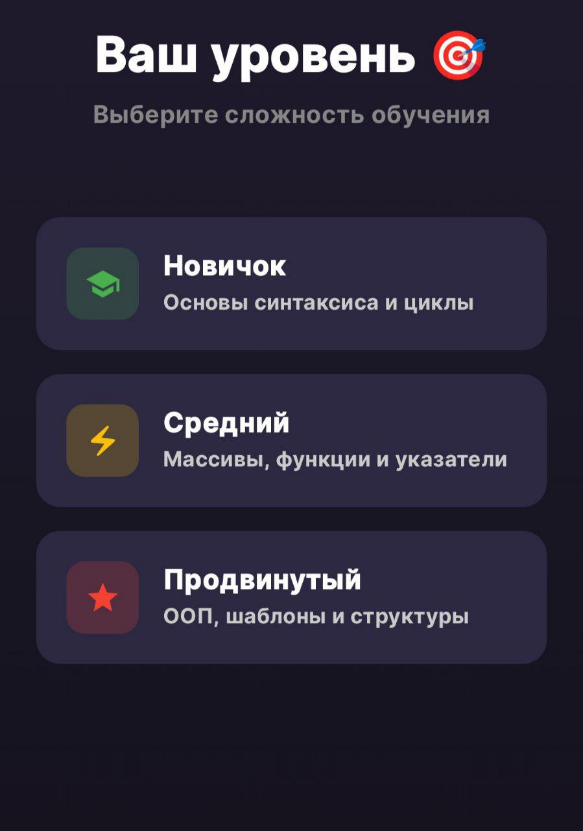 Ваш уровень 🎯
Выберите сложность обучения
Новичок
Основы синтаксиса и циклы
Средний
Массивы, функции и указатели
Продвинутый
ООП, шаблоны и структуры